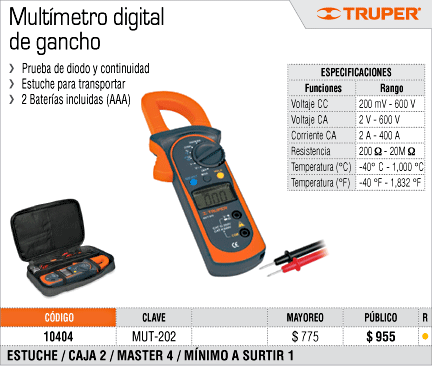 Multímetro digital
de gancho
TRUPER®
› Prueba de diodo y continuidad
› Estuche para transportar
› 2 Baterías incluidas (AAA)
ESPECIFICACIONES
Funciones Rango
Voltaje CC 200 mV - 600 V
Voltaje CA 2 V - 600 V
Corriente CA 2 A - 400 A
Resistencia 200 Ω - 20M Ω
Temperatura (°C) -40° C - 1,000 °C
Temperatura (°F) -40 °F - 1,832 °F
TRUPER
CÓDIGO CLAVE MAYOREO PÚBLICO R
10404 MUT-202 $ 775 $ 955
ESTUCHE / CAJA 2 / MASTER 4 / MÍNIMO A SURTIR 1